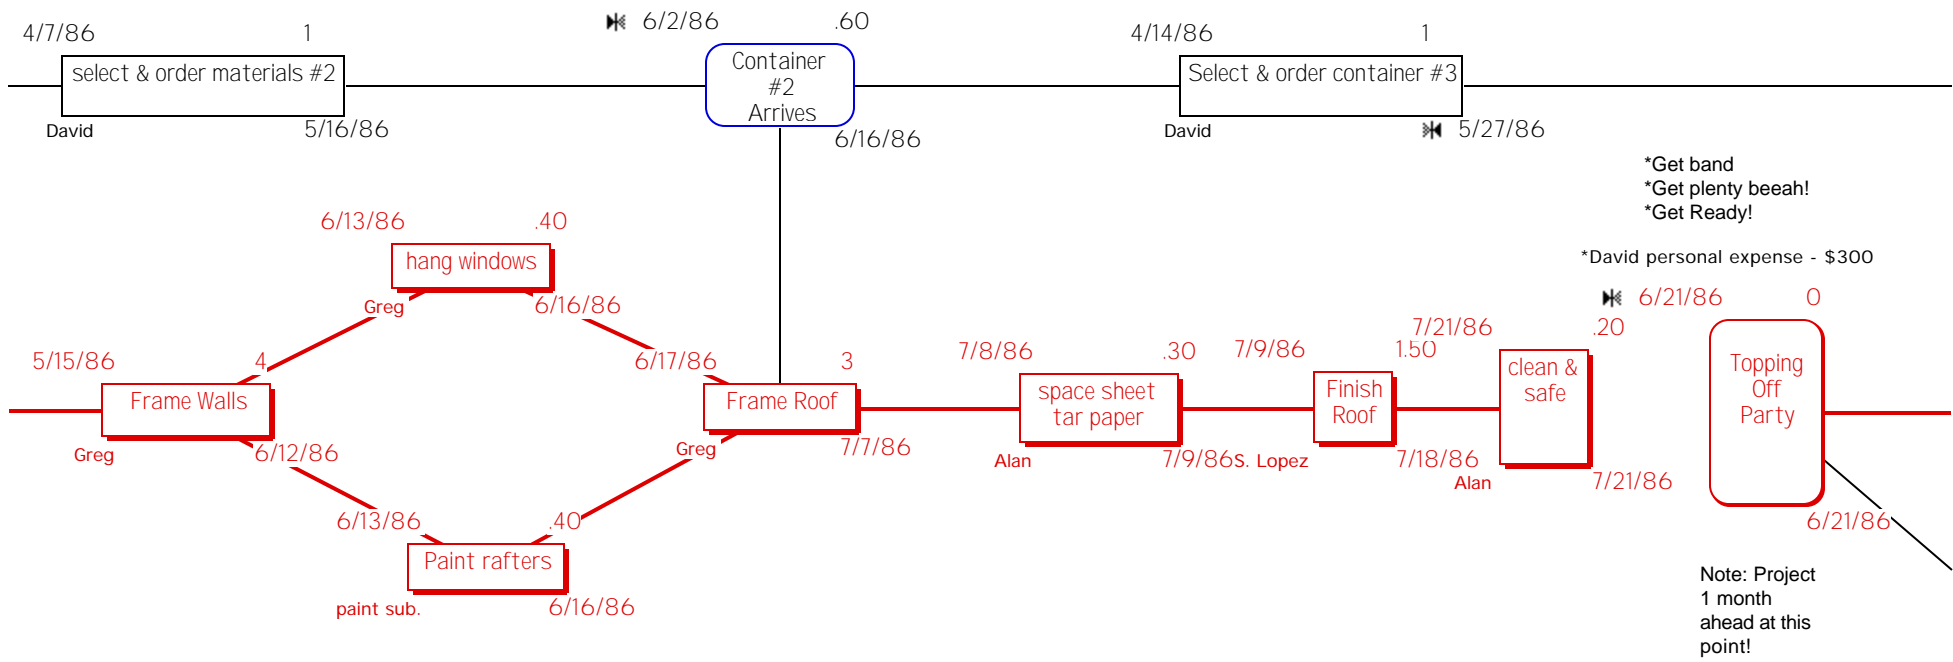 4/7/86
1
select & order materials #2
David
5/16/86
6/2/86
.60
Container
#2
Arrives
6/16/86
4/14/86
1
Select & order container #3
David
5/27/86
*Get band
*Get plenty beeah!
*Get Ready!
*David personal expense - $300
6/13/86
.40
hang windows
Greg
6/16/86
5/15/86
4
Frame Walls
Greg
6/12/86
6/13/86
.40
Paint rafters
paint sub.
6/16/86
6/17/86
3
Frame Roof
Greg
7/7/86
7/8/86
.30
space sheet
tar paper
Alan
7/9/86
7/9/86
1.50
Finish
Roof
S. Lopez
7/18/86
7/21/86
.20
clean &
safe
Alan
7/21/86
6/21/86
0
Topping
Off
Party
6/21/86
Note: Project
1 month
ahead at this
point!